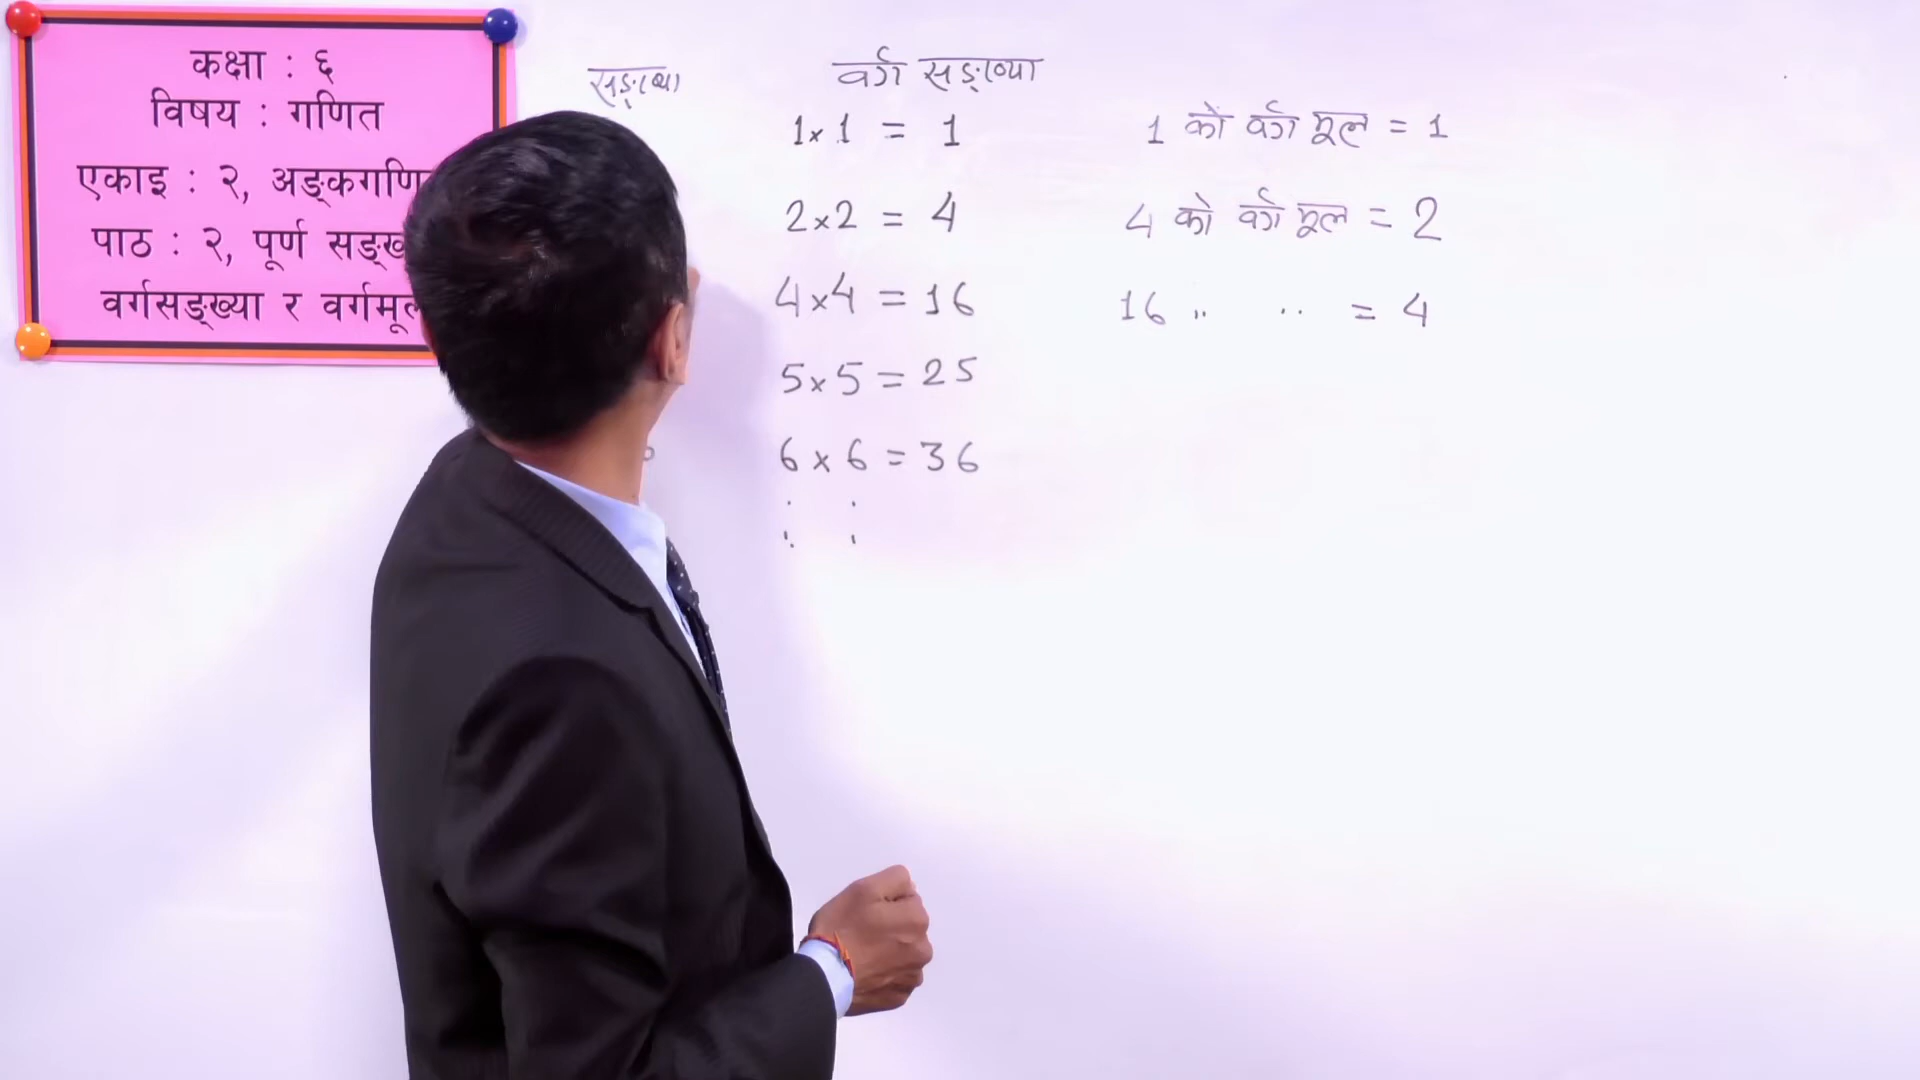 कक्षा : ६
विषय : गणित
एकाइ : २, अङ्कगणि
पाठ : २, पूर्ण सङ्ख
वर्गसङ्ख्या र वर्गमूल
सङ्ख्या
वर्ग सङ्ख्या
1 × 1 = 1
1 को वर्ग मूल = 1
2 × 2 = 4
4 को वर्ग मूल = 2
4 × 4 = 16
16 ,, ,, = 4
5 × 5 = 25
6 × 6 = 36